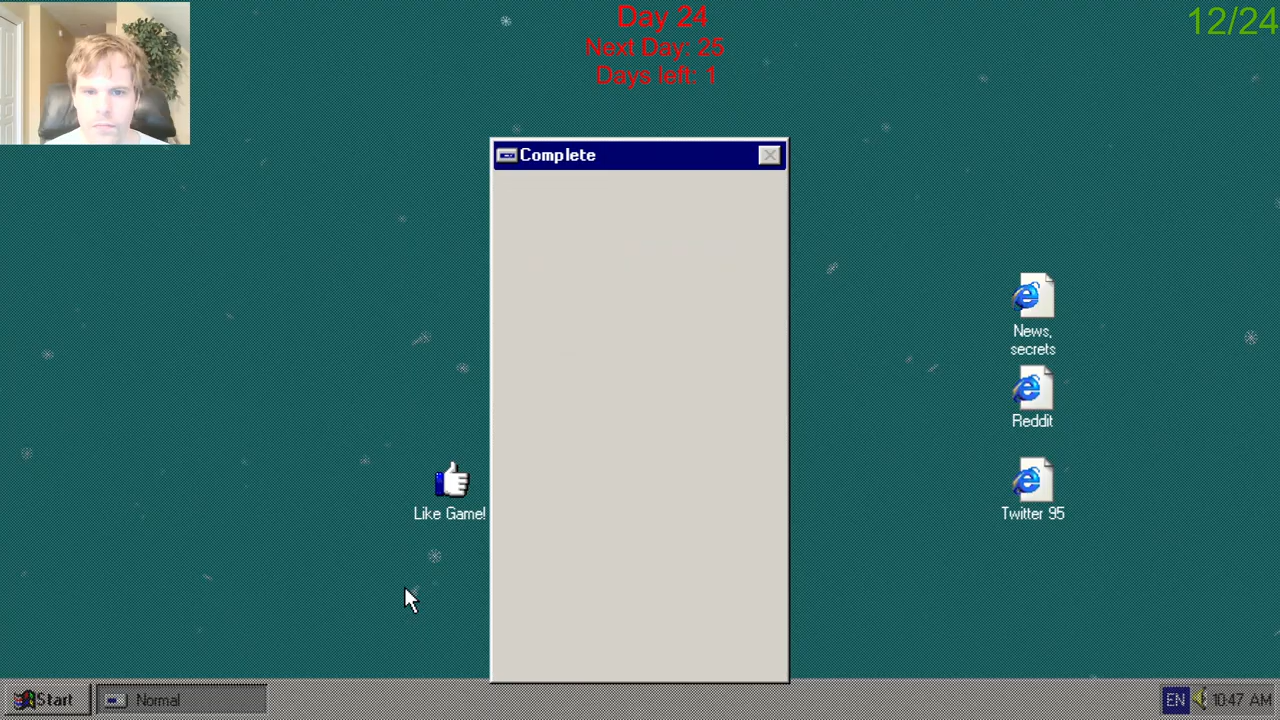 Day 24
Next Day: 25
Days left: 1
12/24
Complete
News,
secrets
Reddit
Like Game!
Twitter 95
Start
Normal
EN
10:47 AM